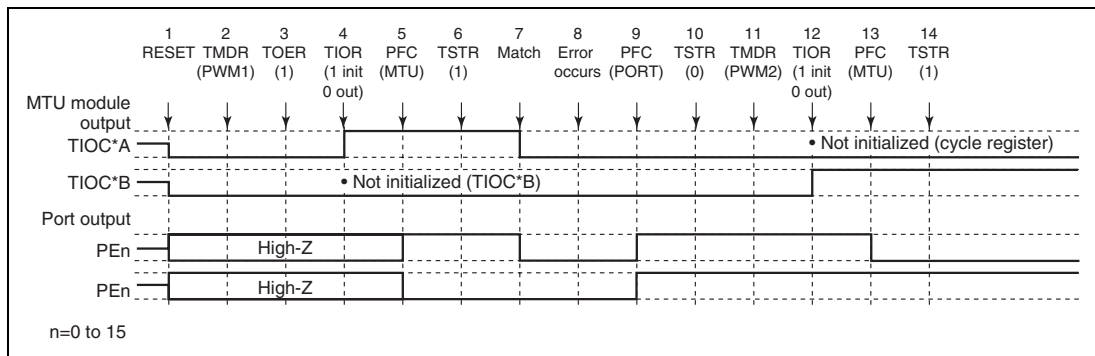 1 2 3 4 5 6 7 8 9 10 11 12 13 14
RESET TMDR TOER TIOR PFC TSTR Match Error PFC TSTR TMDR TIOR PFC TSTR
(PWM1) (1) (1 init (MTU) (1) occurs (PORT) (0) (PWM2) (1 init (MTU) (1)
0 out) 0 out)
MTU module
output
TIOC*A
• Not initialized (cycle register)
TIOC*B
• Not initialized (TIOC*B)
Port output
PEn
High-Z
PEn
High-Z
n=0 to 15